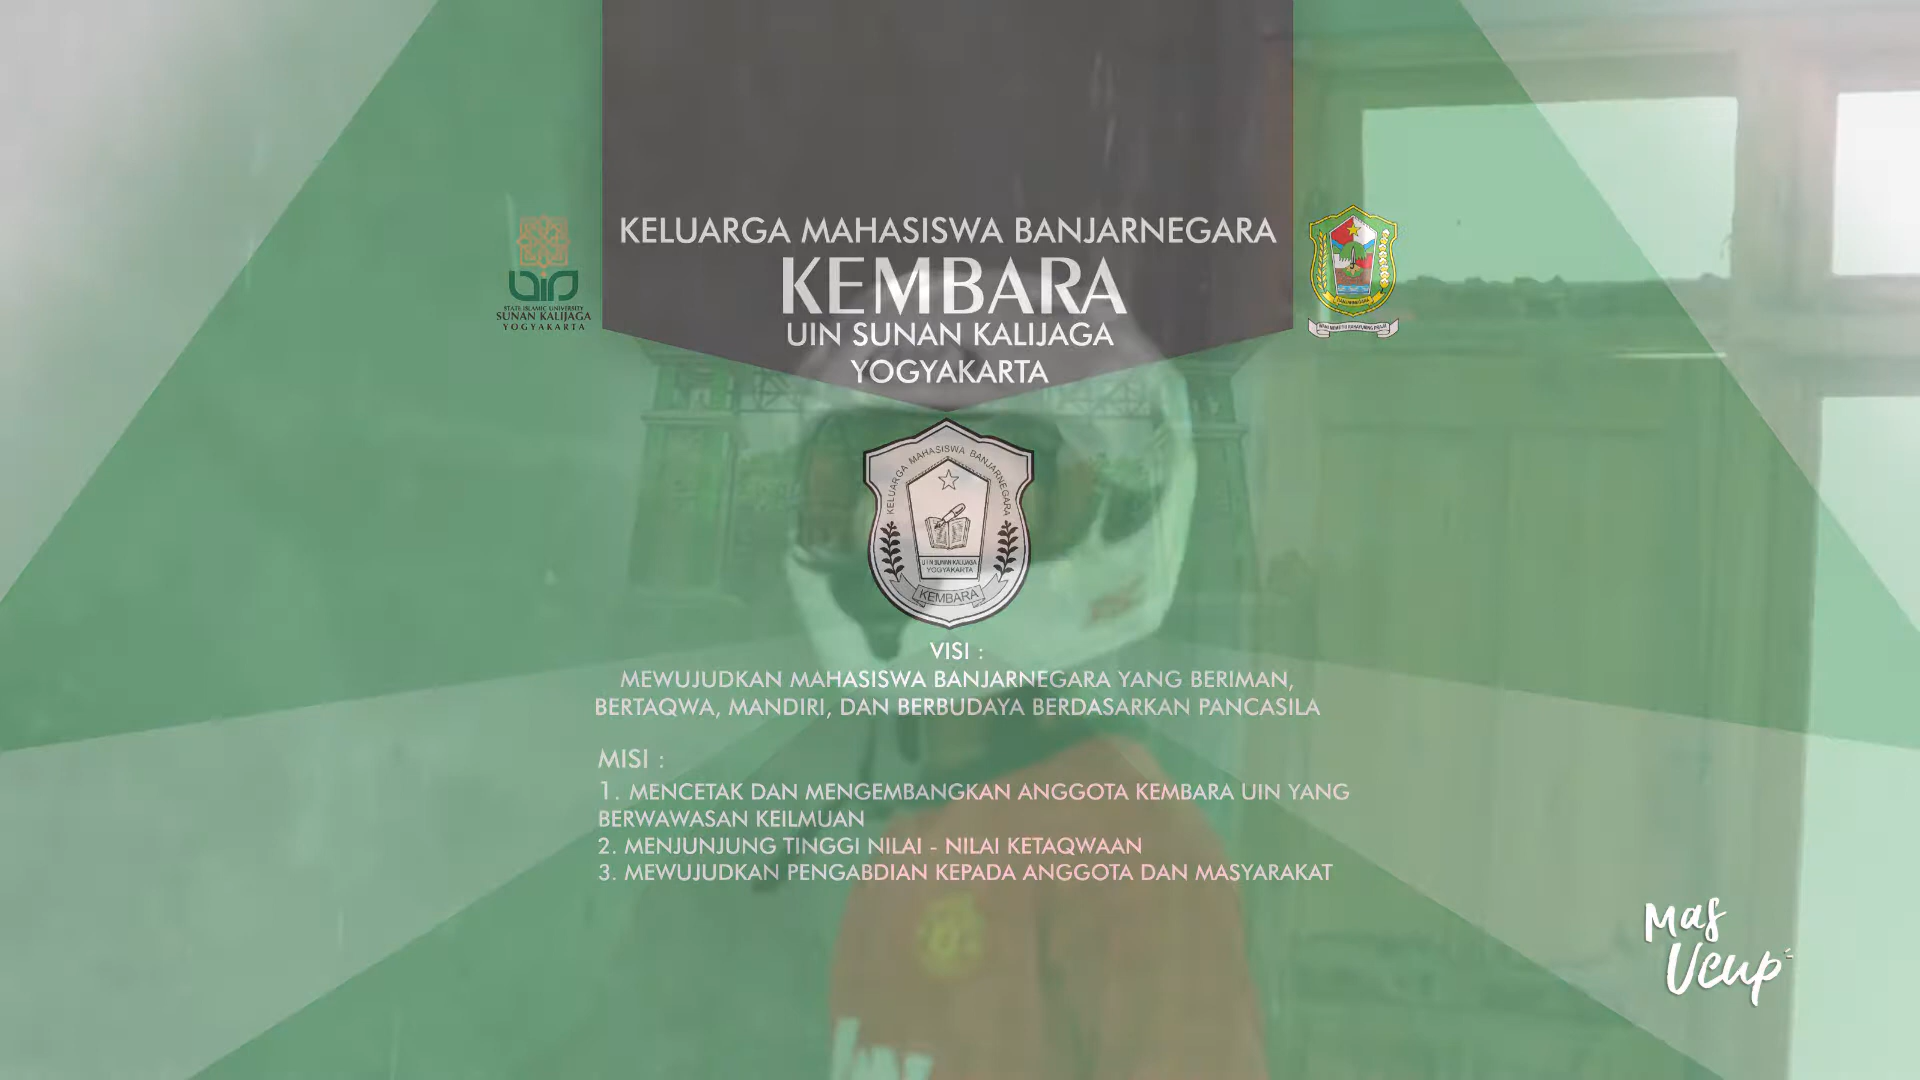 KELUARGA MAHASISWA BANJARNEGARA
KEMBARA
UIN SUNAN KALIJAGA
YOGYAKARTA
STATE ISLAMIC UNIVERSITY
SUNAN KALIJAGA
YOGYAKARTA
KELUARGA MAHASISWA BANJARNEGARA
UIN SUNAN KALIJAGA
YOGYAKARTA
KEMBARA
VISI :
MEWUJUDKAN MAHASISWA BANJARNEGARA YANG BERIMAN,
BERTAQWA, MANDIRI, DAN BERBUDAYA BERDASARKAN PANCASILA
MISI :
1. MENCETAK DAN MENGEMBANGKAN ANGGOTA KEMBARA UIN YANG
BERWAWASAN KEILMUAN
2. MENJUNJUNG TINGGI NILAI - NILAI KETAQWAAN
3. MEWUJUDKAN PENGABDIAN KEPADA ANGGOTA DAN MASYARAKAT
Mas
Ucup